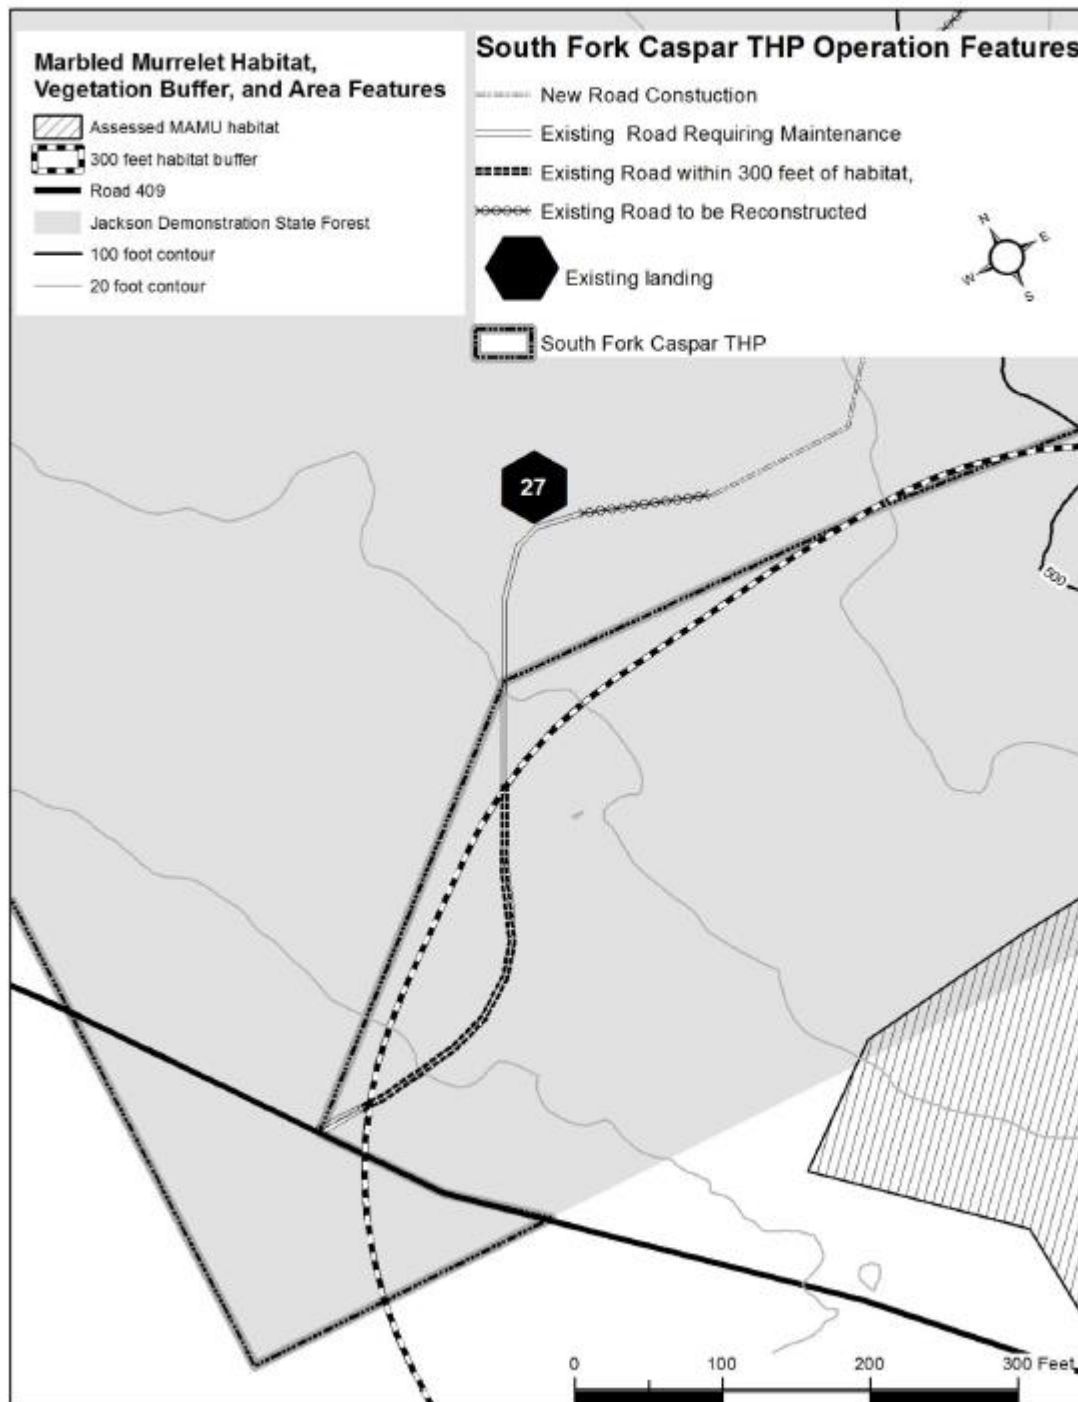 Marbled Murrelet Habitat,
Vegetation Buffer, and Area Features
Assessed MAMU habitat
300 feet habitat buffer
Road 409
Jackson Demonstration State Forest
100 foot contour
20 foot contour
South Fork Caspar THP Operation Features
New Road Constuction
Existing Road Requiring Maintenance
Existing Road within 300 feet of habitat,
Existing Road to be Reconstructed
Existing landing
South Fork Caspar THP
N
E
W
S
27
500
0 100 200 300 Feet